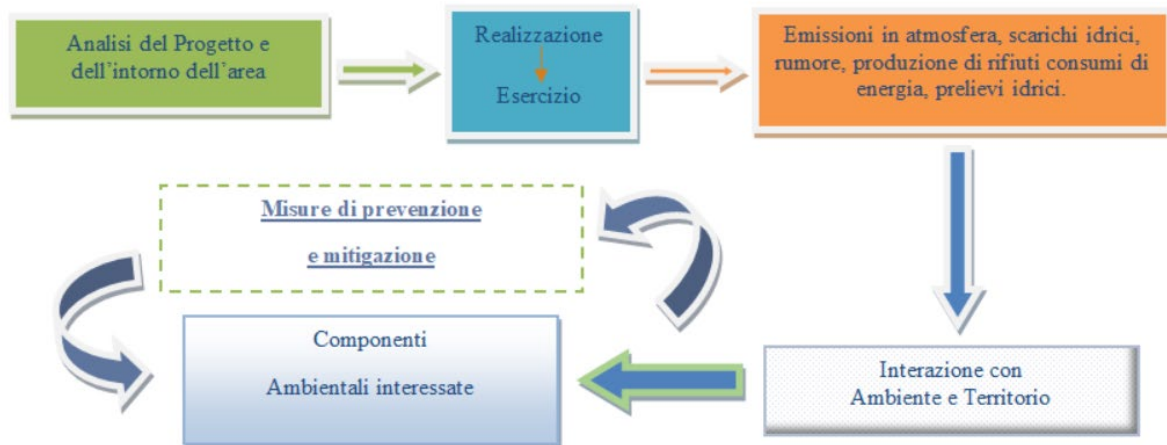 Analisi del Progetto e
dell'intorno dell'area
Realizzazione
Esercizio
Emissioni in atmosfera, scarichi idrici,
rumore, produzione di rifiuti consumi di
energia, prelievi idrici.
Misure di prevenzione
e mitigazione
Componenti
Ambientali interessate
Interazione con
Ambiente e Territorio